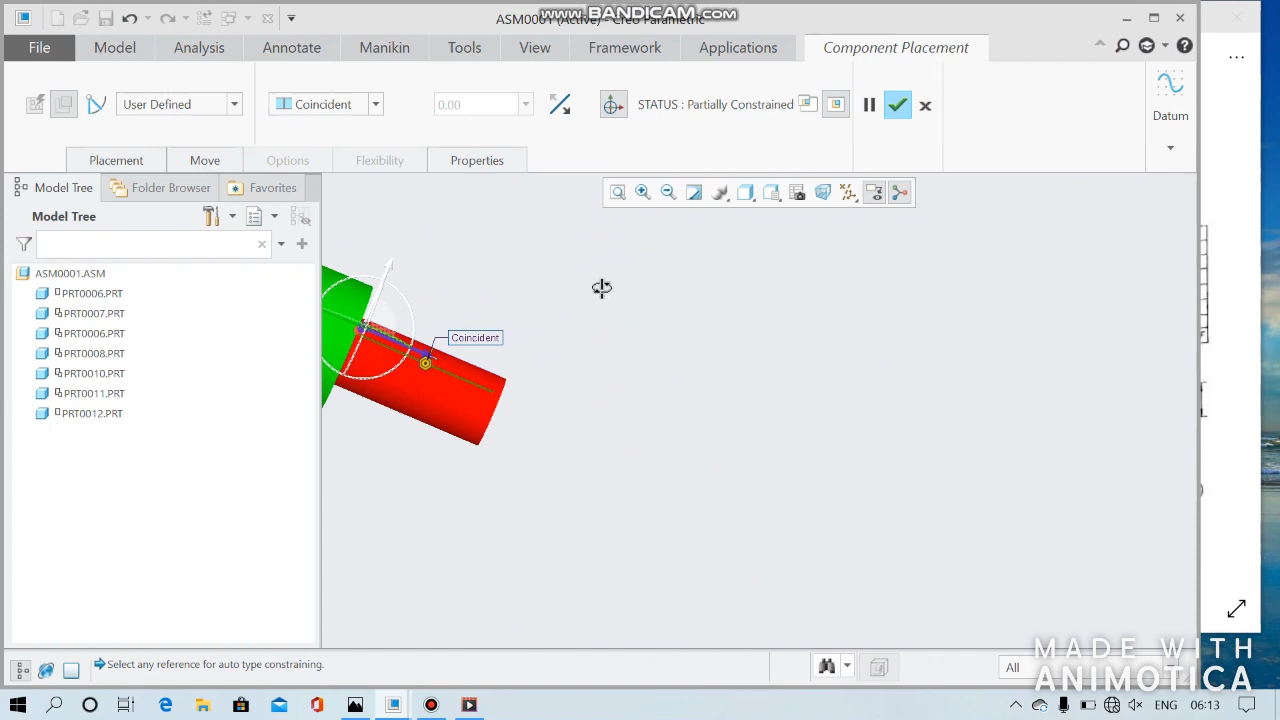 ASM0001 (Active) - Creo Parametric
www.BANDICAM.com
File Model Analysis Annotate Manikin Tools View Framework Applications Component Placement
User Defined Coincident 0.00 STATUS : Partially Constrained Datum
Placement Move Options Flexibility Properties
Model Tree Folder Browser Favorites
Model Tree
ASM0001.ASM
PRT0006.PRT
PRT0007.PRT
PRT0006.PRT
PRT0008.PRT
PRT0010.PRT
PRT0011.PRT
PRT0012.PRT
Coincident
Select any reference for auto type constraining.
All
MADE WITH
ANIMOTICA
ENG 06:13